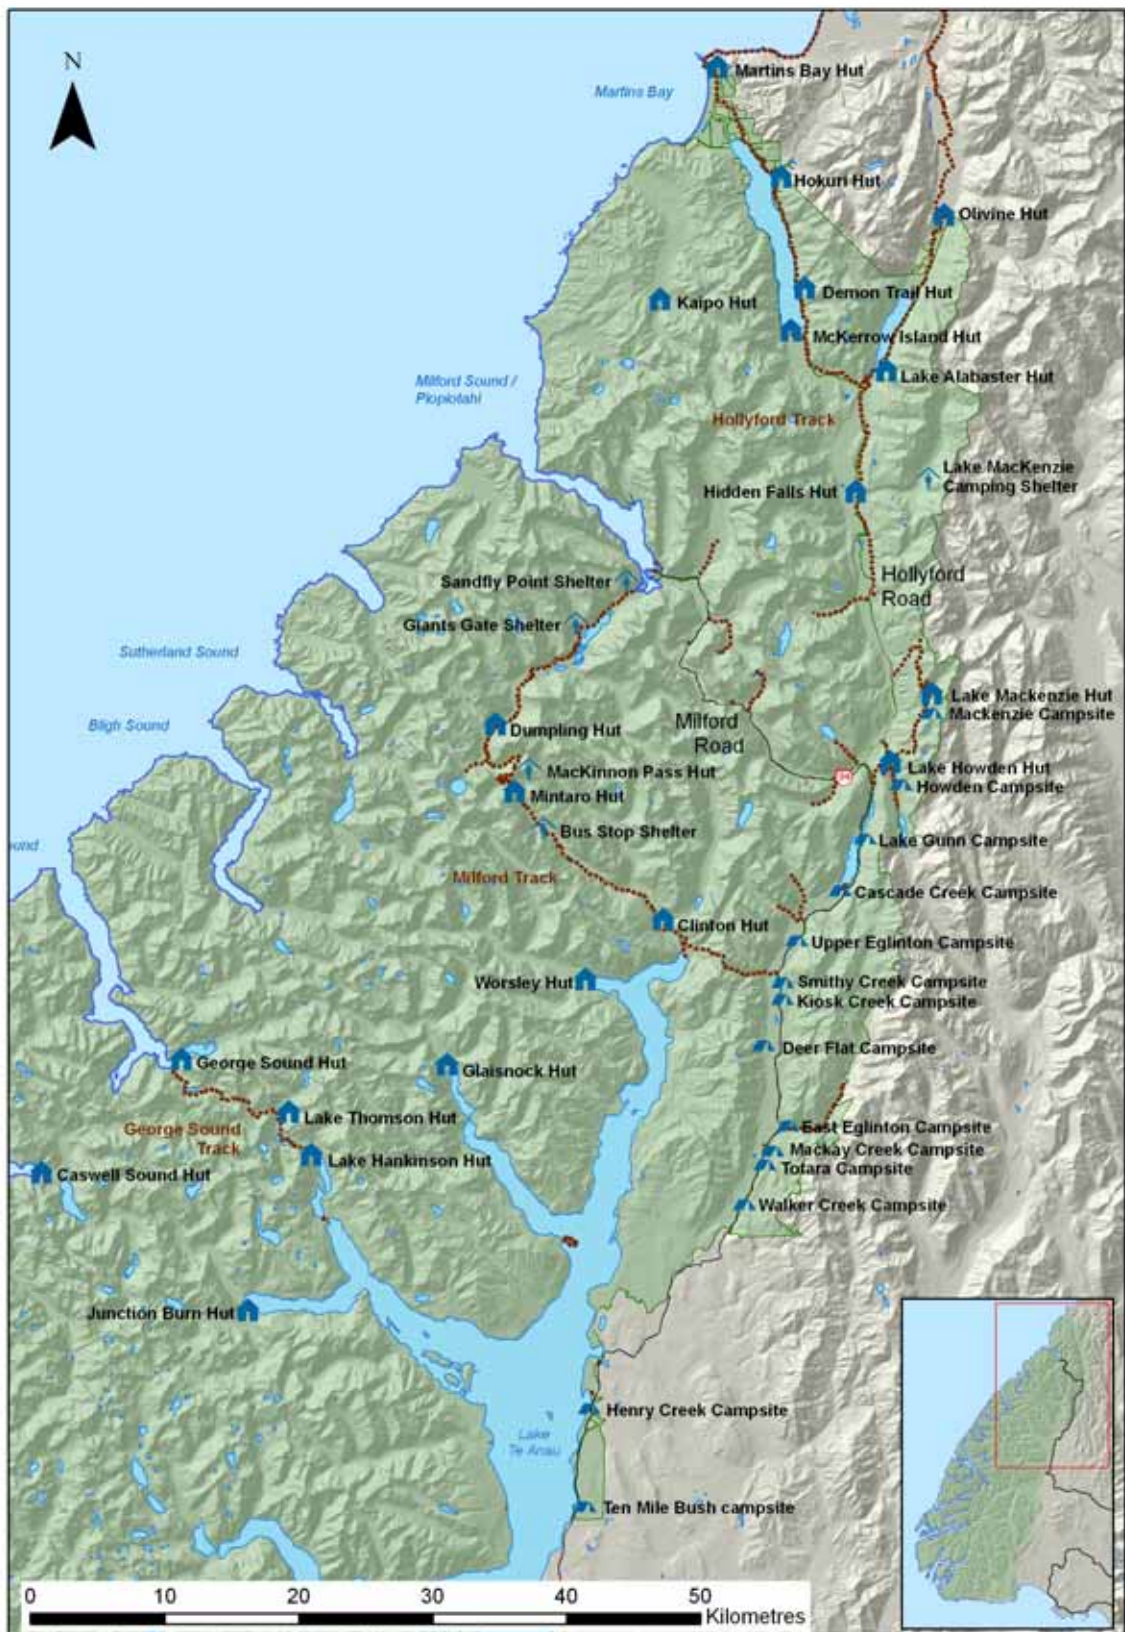 N
Martins Bay Hut
Martins Bay
Hokuri Hut
Olivine Hut
Demon Trail Hut
Kaipo Hut
McKerrow Island Hut
Lake Alabaster Hut
Milford Sound /
Piopiotahi
Hollyford Track
Lake MacKenzie
Camping Shelter
Hidden Falls Hut
Hollyford
Road
Sandfly Point Shelter
Giants Gate Shelter
Sutherland Sound
Lake Mackenzie Hut
Mackenzie Campsite
Bligh Sound
Milford
Road
Dumpling Hut
MacKinnon Pass Hut
Lake Howden Hut
94
Howden Campsite
Mintaro Hut
Bus Stop Shelter
Lake Gunn Campsite
ound
Milford Track
Cascade Creek Campsite
Clinton Hut
Upper Eglinton Campsite
Worsley Hut
Smithy Creek Campsite
Kiosk Creek Campsite
Deer Flat Campsite
George Sound Hut
Glaisnock Hut
Lake Thomson Hut
George Sound
Track
East Eglinton Campsite
Mackay Creek Campsite
Totara Campsite
Lake Hankinson Hut
Caswell Sound Hut
Walker Creek Campsite
Junction Burn Hut
Henry Creek Campsite
Lake
Te Anau
Ten Mile Bush campsite
0 10 20 30 40 50
Kilometres